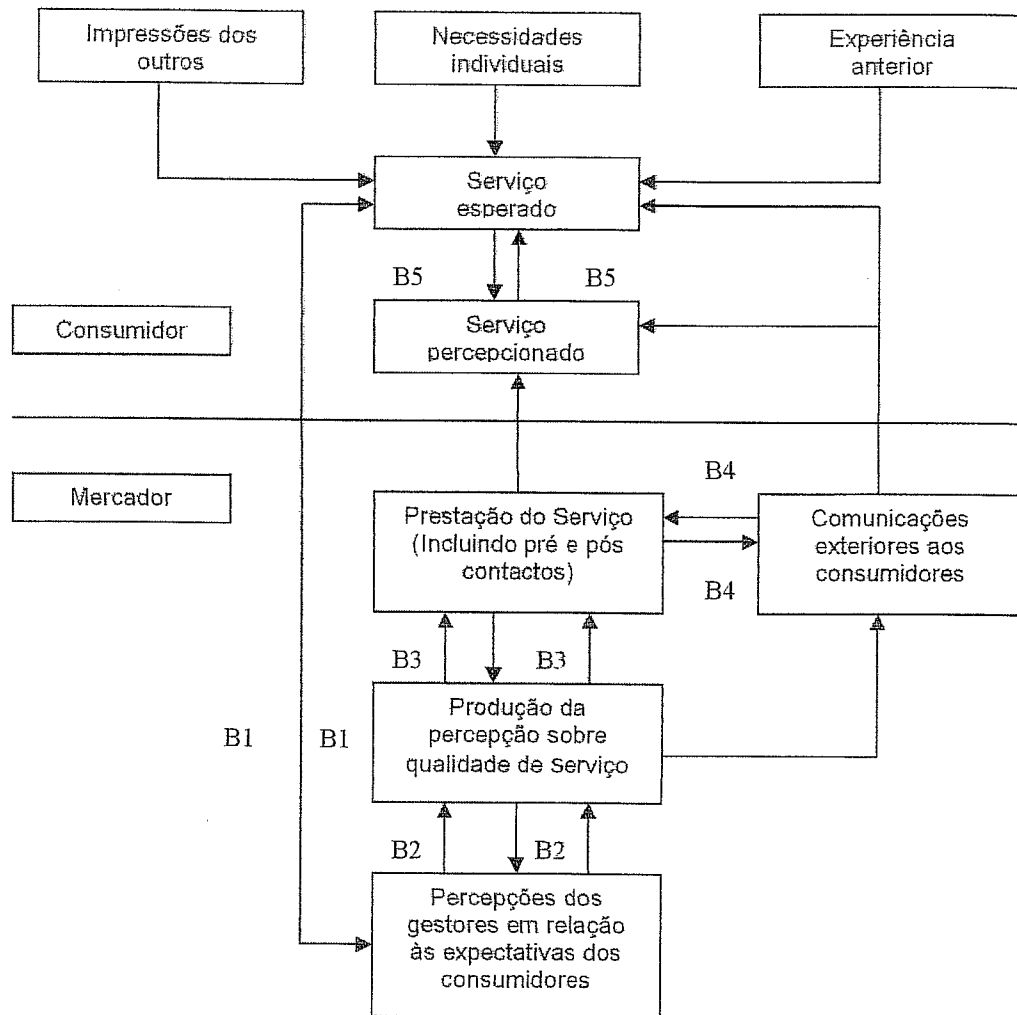 Impressões dos
outros
Necessidades
individuais
Experiência
anterior
Serviço
esperado
B5
B5
Consumidor
Serviço
percepcionado
Mercador
B4
Prestação do Serviço
(Incluindo pré e pós
contactos)
Comunicações
exteriores aos
consumidores
B4
B3
B3
Produção da
percepção sobre
qualidade de Serviço
B1
B1
B2
B2
Percepções dos
gestores em relação
às expectativas dos
consumidores